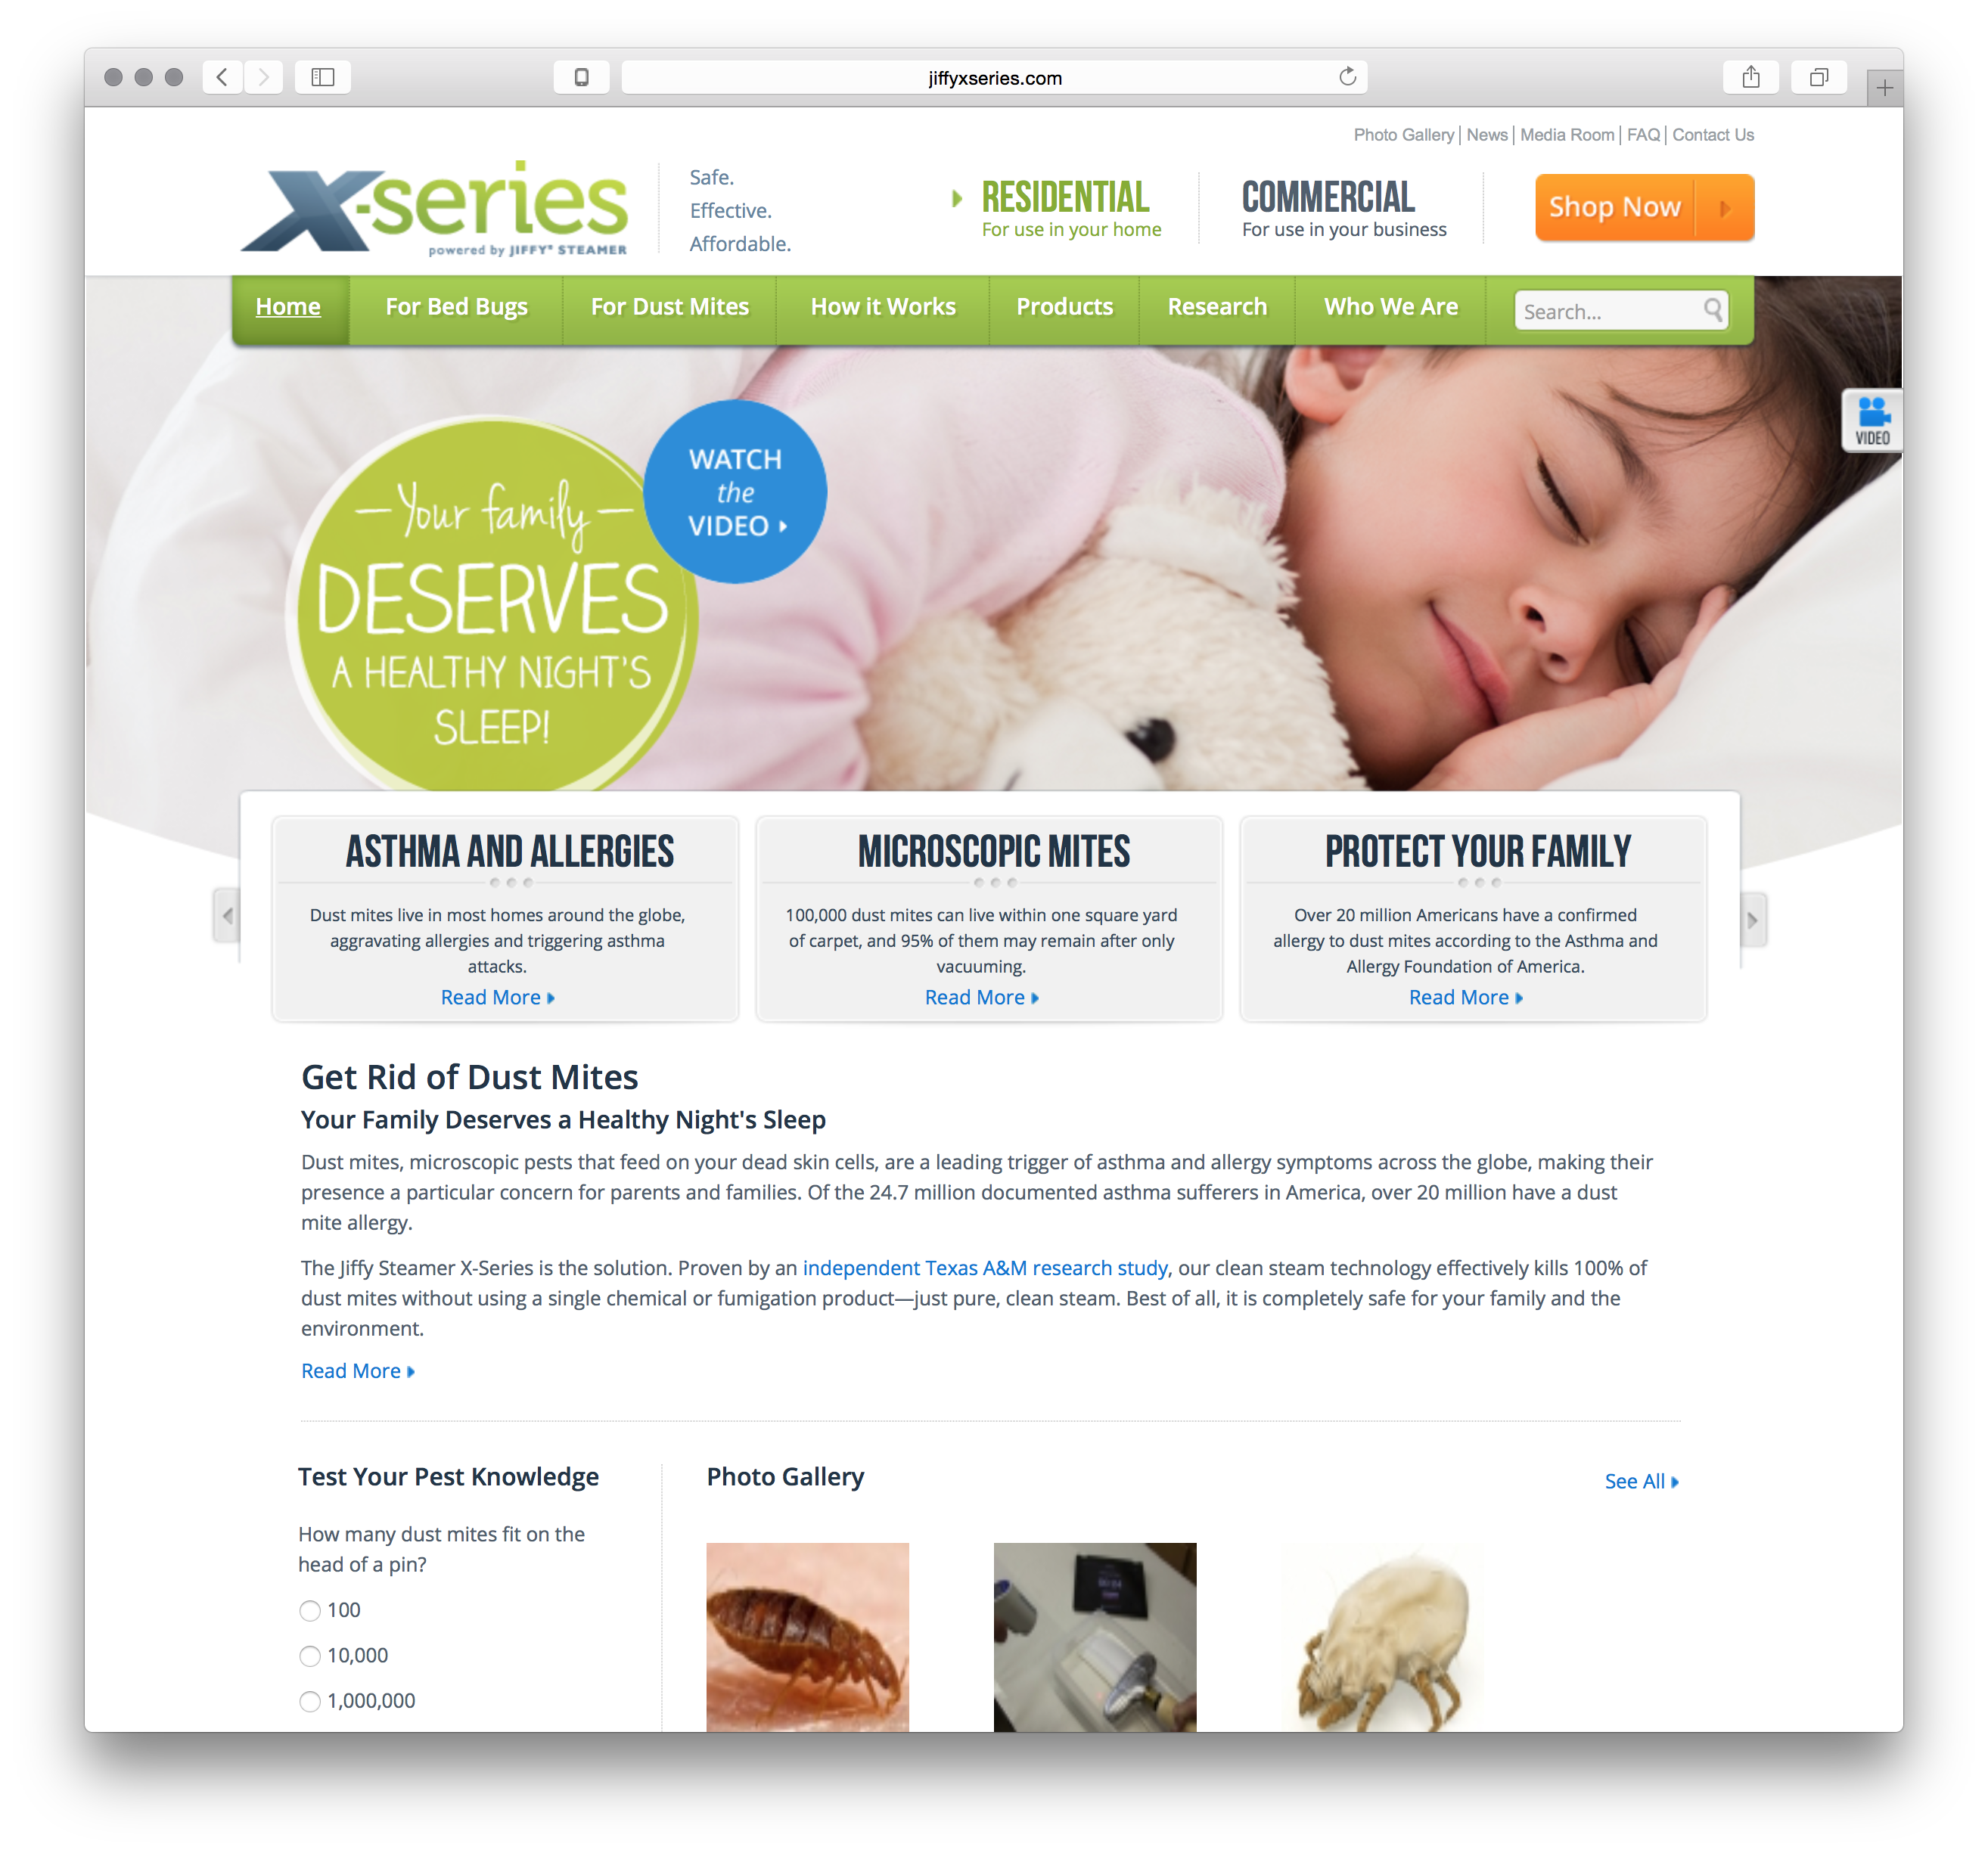 jiffyxseries.com
Photo Gallery | News | Media Room | FAQ | Contact Us
X-series
powered by JIFFY® STEAMER
Safe.
Effective.
Affordable.
RESIDENTIAL
For use in your home
COMMERCIAL
For use in your business
Shop Now
Home For Bed Bugs For Dust Mites How it Works Products Research Who We Are Search...
VIDEO
WATCH
the
VIDEO
Your family
DESERVES
A HEALTHY NIGHT'S
SLEEP!
ASTHMA AND ALLERGIES
Dust mites live in most homes around the globe,
aggravating allergies and triggering asthma
attacks.
Read More
MICROSCOPIC MITES
100,000 dust mites can live within one square yard
of carpet, and 95% of them may remain after only
vacuuming.
Read More
PROTECT YOUR FAMILY
Over 20 million Americans have a confirmed
allergy to dust mites according to the Asthma and
Allergy Foundation of America.
Read More
Get Rid of Dust Mites
Your Family Deserves a Healthy Night's Sleep
Dust mites, microscopic pests that feed on your dead skin cells, are a leading trigger of asthma and allergy symptoms across the globe, making their
presence a particular concern for parents and families. Of the 24.7 million documented asthma sufferers in America, over 20 million have a dust
mite allergy.
The Jiffy Steamer X-Series is the solution. Proven by an independent Texas A&M research study, our clean steam technology effectively kills 100% of
dust mites without using a single chemical or fumigation product—just pure, clean steam. Best of all, it is completely safe for your family and the
environment.
Read More
Test Your Pest Knowledge
How many dust mites fit on the
head of a pin?
100
10,000
1,000,000
Photo Gallery
See All